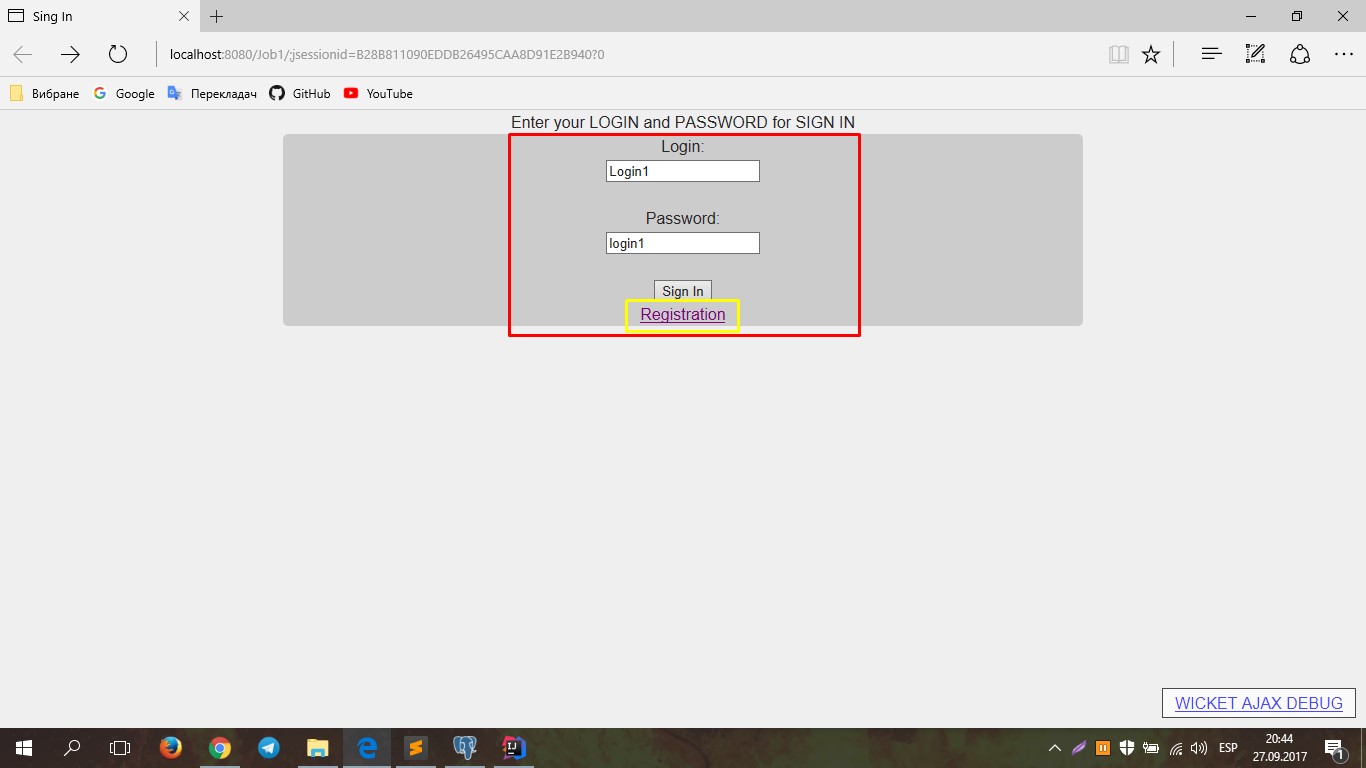 Sing In
localhost:8080/Job1/;jsessionid=B28B811090EDDB26495CAA8D91E2B940?0
Вибране Google Перекладач GitHub YouTube
Enter your LOGIN and PASSWORD for SIGN IN
Login:
Login1
Password:
login1
Sign In
Registration
WICKET AJAX DEBUG
ESP
20:44
27.09.2017
1